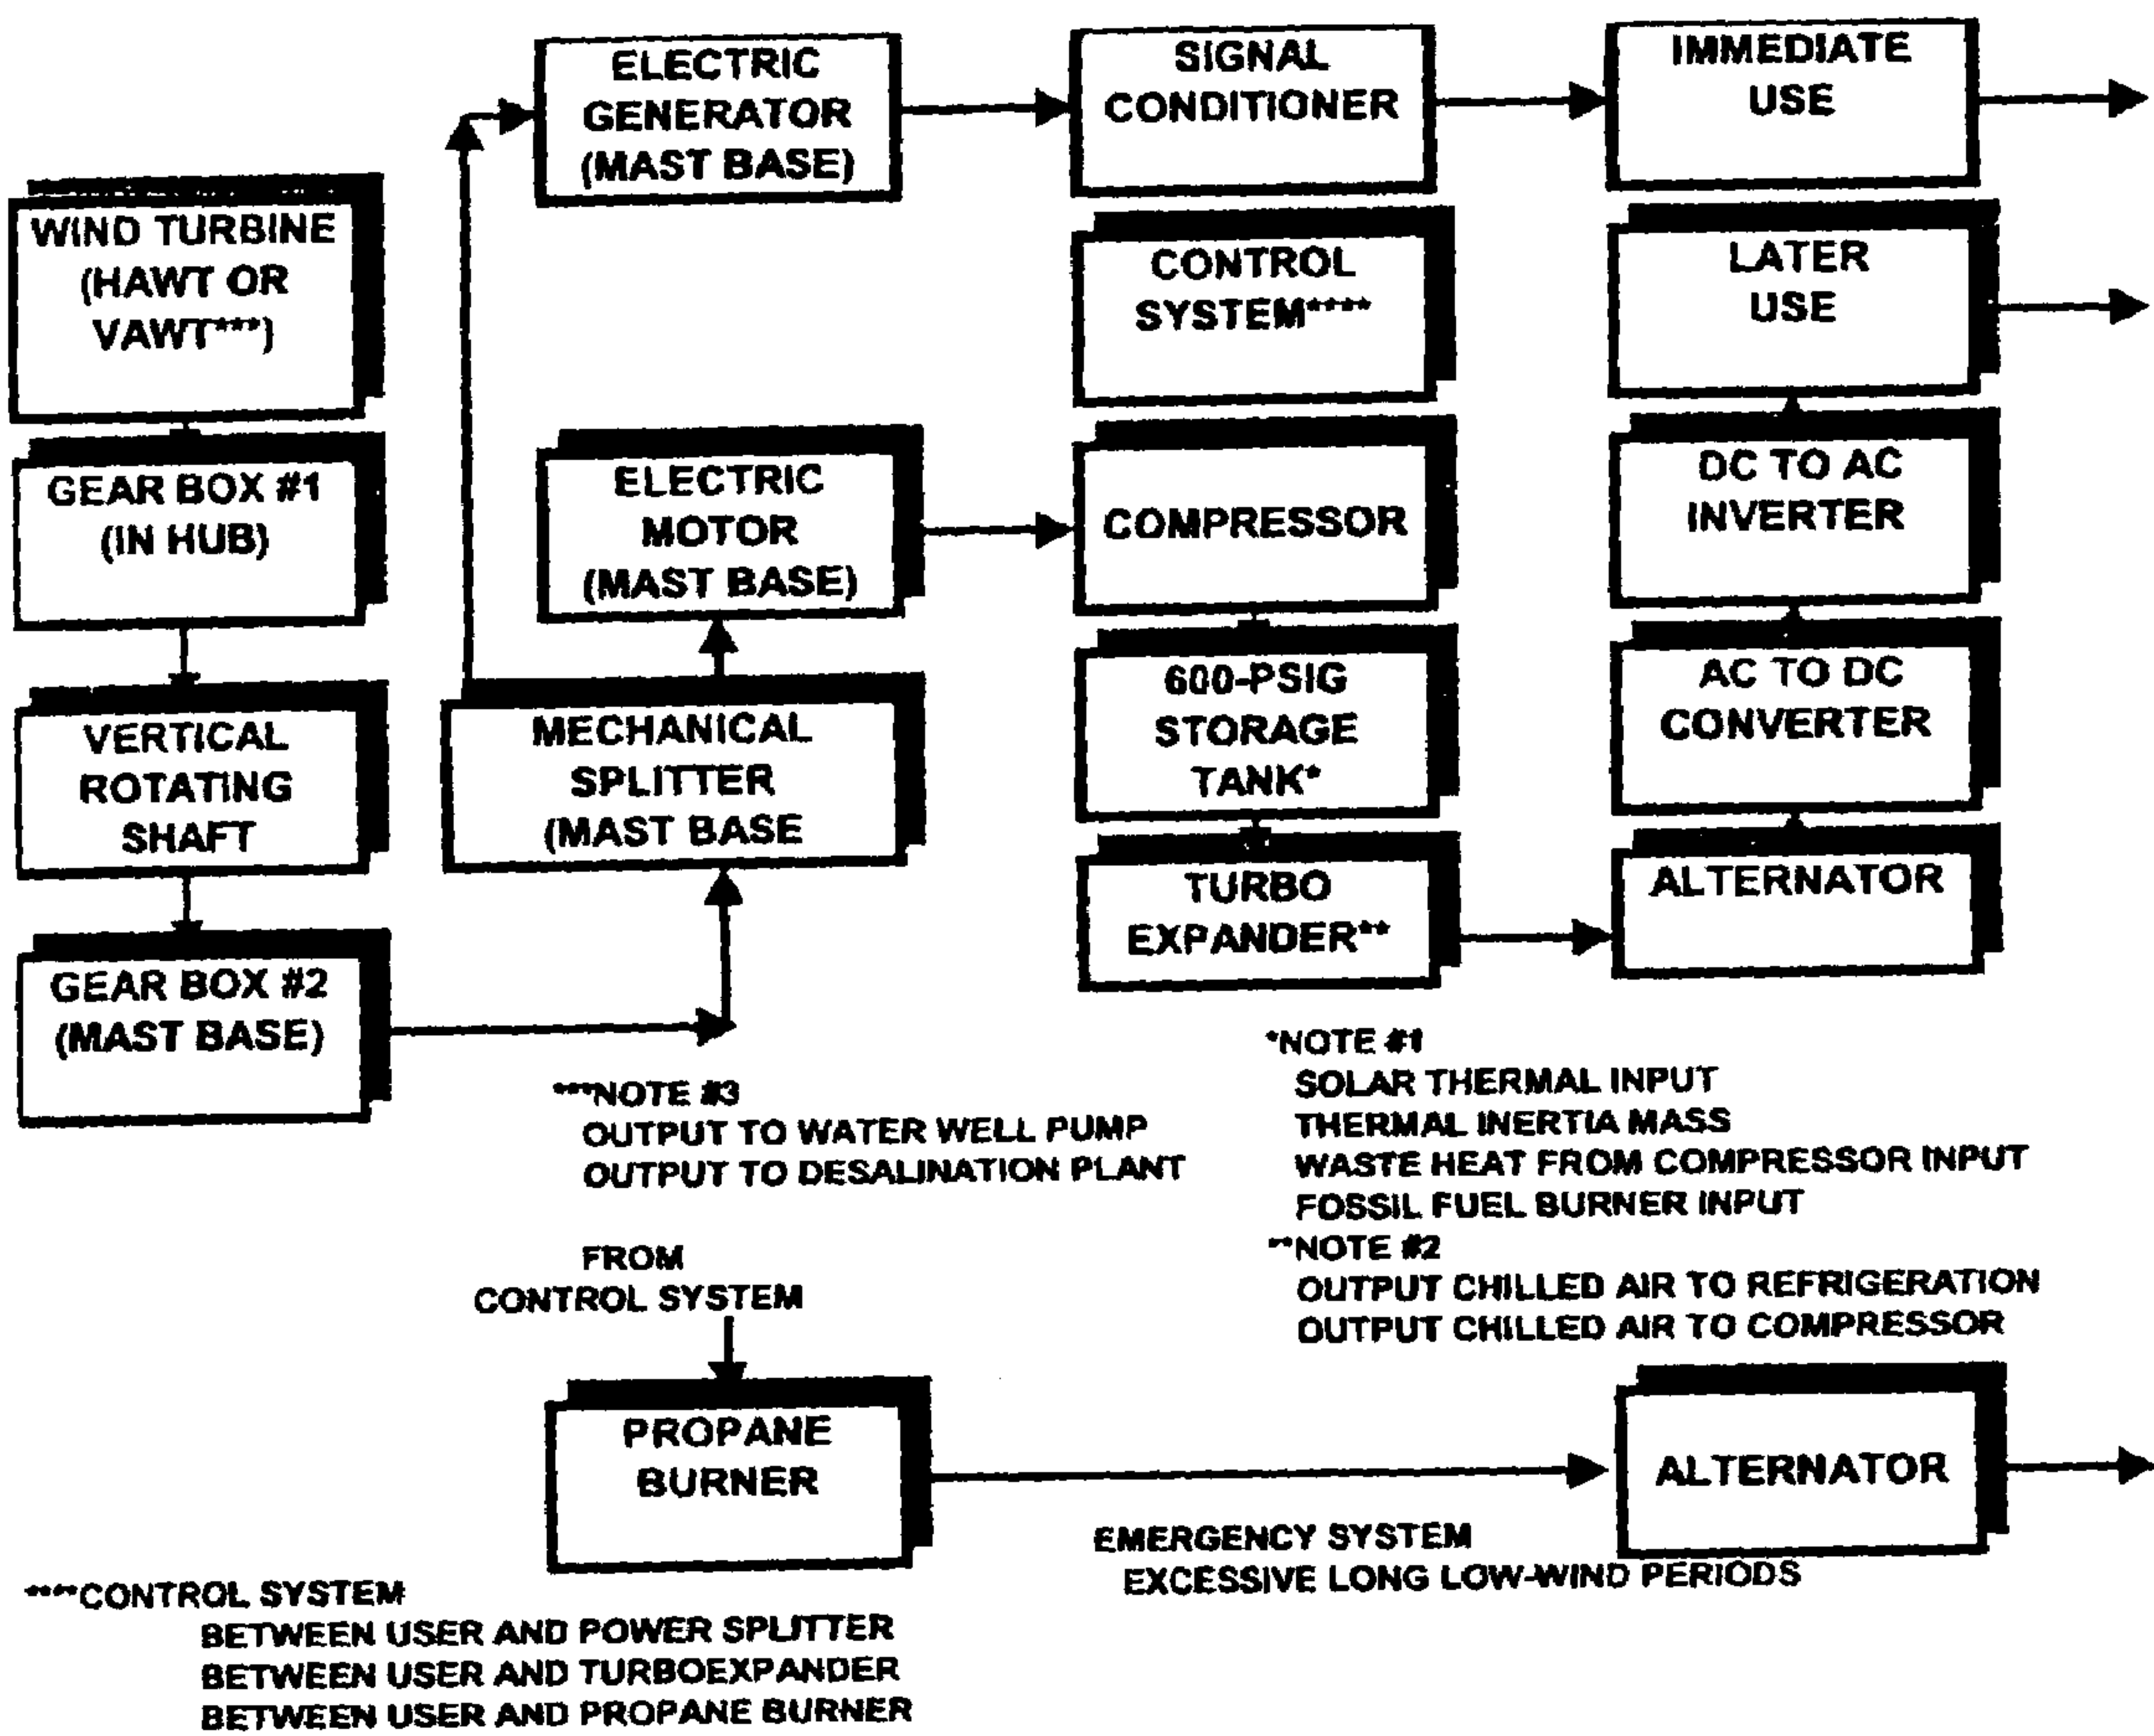 ELECTRIC
GENERATOR
(MAST BASE)
SIGNAL
CONDITIONER
IMMEDIATE
USE
WIND TURBINE
(HAWT OR
VAWT***)
CONTROL
SYSTEM****
LATER
USE
GEAR BOX #1
(IN HUB)
ELECTRIC
MOTOR
(MAST BASE)
COMPRESSOR
DC TO AC
INVERTER
VERTICAL
ROTATING
SHAFT
MECHANICAL
SPLITTER
(MAST BASE
600-PSIG
STORAGE
TANK*
AC TO DC
CONVERTER
GEAR BOX #2
(MAST BASE)
TURBO
EXPANDER**
ALTERNATOR
***NOTE #3
OUTPUT TO WATER WELL PUMP
OUTPUT TO DESALINATION PLANT
*NOTE #1
SOLAR THERMAL INPUT
THERMAL INERTIA MASS
WASTE HEAT FROM COMPRESSOR INPUT
FOSSIL FUEL BURNER INPUT
**NOTE #2
OUTPUT CHILLED AIR TO REFRIGERATION
OUTPUT CHILLED AIR TO COMPRESSOR
FROM
CONTROL SYSTEM
PROPANE
BURNER
ALTERNATOR
EMERGENCY SYSTEM
EXCESSIVE LONG LOW-WIND PERIODS
****CONTROL SYSTEM
BETWEEN USER AND POWER SPLITTER
BETWEEN USER AND TURBOEXPANDER
BETWEEN USER AND PROPANE BURNER